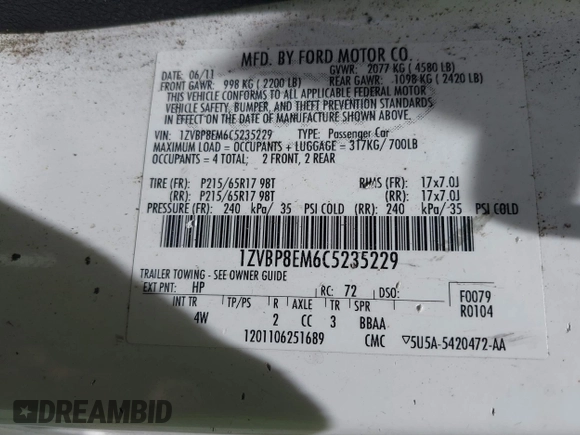 MFD. BY FORD MOTOR CO.
DATE: 06/11 GVWR: 2077 KG ( 4580 LB)
FRONT GAWR: 998 KG ( 2200 LB) REAR GAWR: 1098 KG ( 2420 LB)
THIS VEHICLE CONFORMS TO ALL APPLICABLE FEDERAL MOTOR
VEHICLE SAFETY, BUMPER, AND THEFT PREVENTION STANDARDS
IN EFFECT ON THE DATE OF MANUFACTURE SHOWN ABOVE.
VIN: 1ZVBP8EM6C5235229 TYPE: Passenger Car
MAXIMUM LOAD = OCCUPANTS + LUGGAGE = 317KG/ 700LB
OCCUPANTS = 4 TOTAL; 2 FRONT, 2 REAR
TIRE (FR): P215/65R17 98T RIMS (FR): 17x7.0J
(RR): P215/65R17 98T (RR): 17x7.0J
PRESSURE (FR): 240 kPa/ 35 PSI COLD (RR): 240 kPa/ 35 PSI COLD
1ZVBP8EM6C5235229
TRAILER TOWING - SEE OWNER GUIDE
EXT PNT: HP RC: 72 DSO: F0079
INT TR TP/PS R AXLE TR SPR R0104
4W 2 CC 3 BBAA
1201106251689 CMC ▽5U5A-5420472-AA
DREAMBID